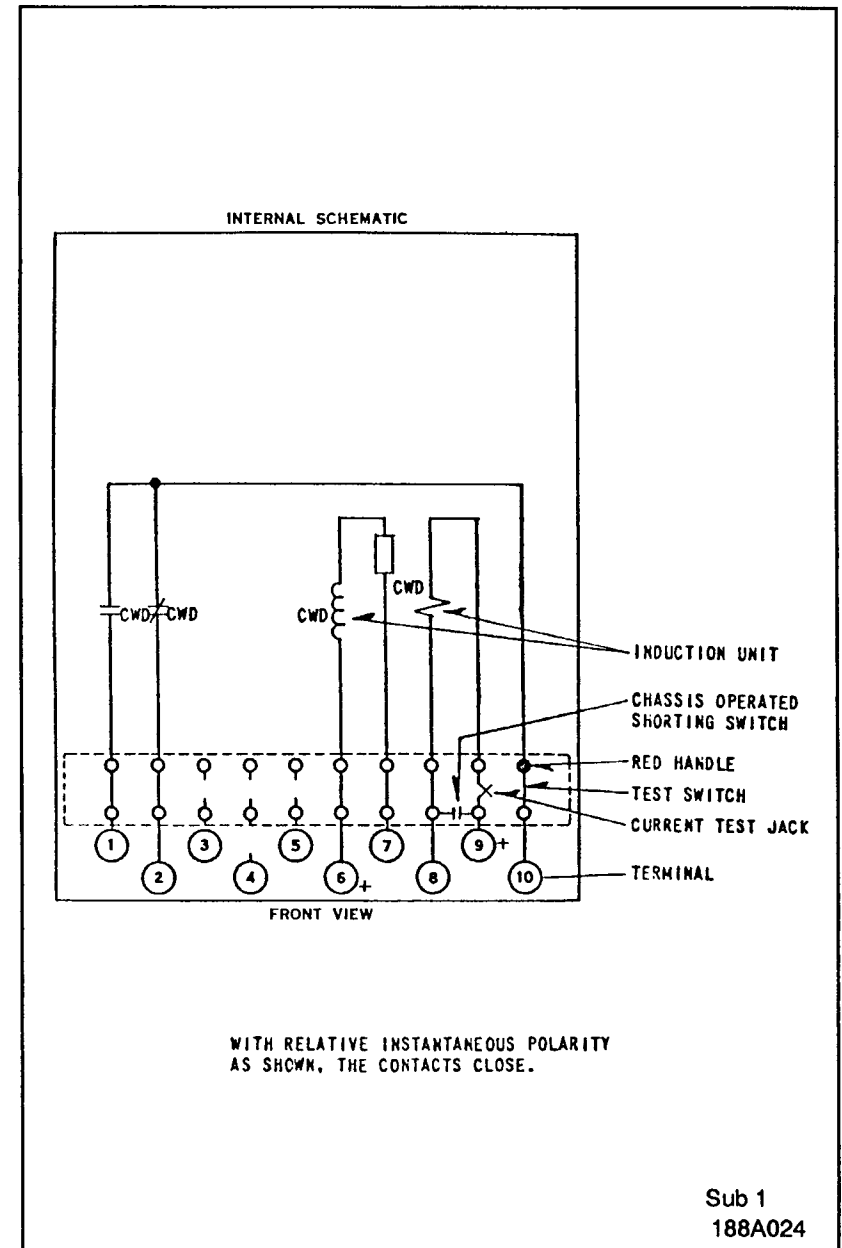 INTERNAL SCHEMATIC
CWD CWD
CWD
CWD
INDUCTION UNIT
CHASSIS OPERATED
SHORTING SWITCH
RED HANDLE
TEST SWITCH
CURRENT TEST JACK
1 3 5 7 9 +
2 4 6 + 8 10
TERMINAL
FRONT VIEW
WITH RELATIVE INSTANTANEOUS POLARITY
AS SHOWN, THE CONTACTS CLOSE.
Sub 1
188A024